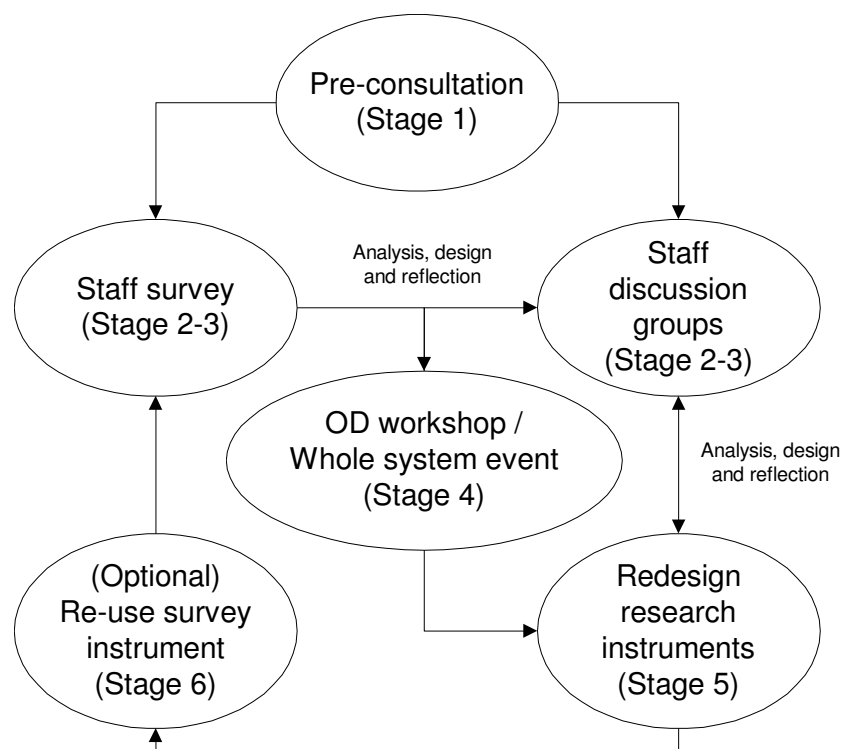 Pre-consultation
(Stage 1)
Analysis, design
and reflection
Staff survey
(Stage 2-3)
Staff
discussion
groups
(Stage 2-3)
OD workshop /
Whole system event
(Stage 4)
Analysis, design
and reflection
(Optional)
Re-use survey
instrument
(Stage 6)
Redesign
research
instruments
(Stage 5)